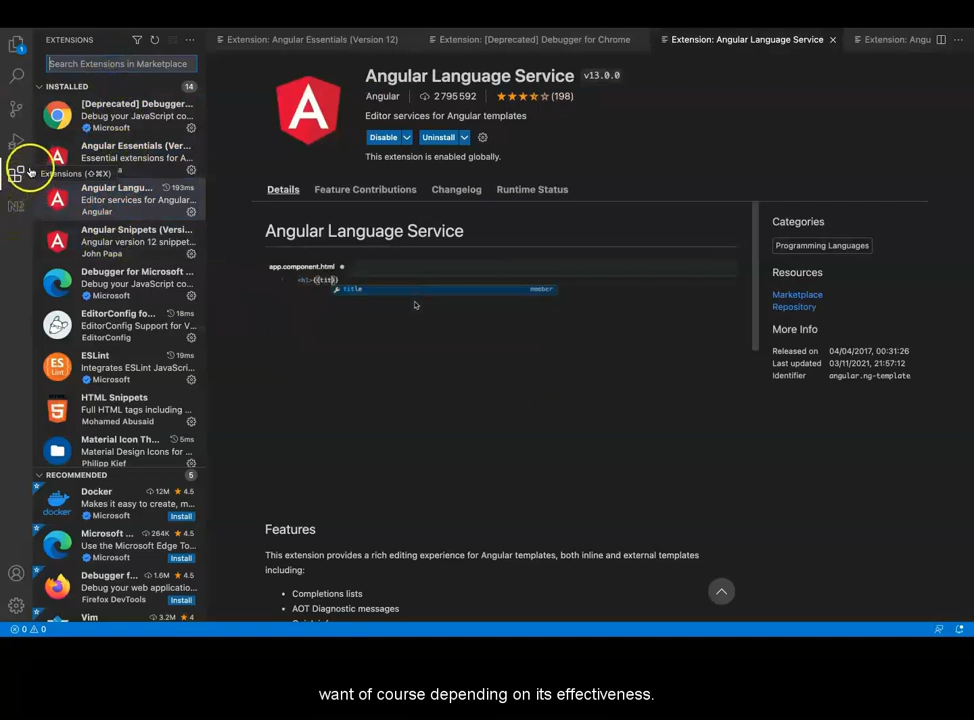 EXTENSIONS
Extension: Angular Essentials (Version 12)
Extension: [Deprecated] Debugger for Chrome
Extension: Angular Language Service
Extension: Angu
Search Extensions in Marketplace
INSTALLED 14
[Deprecated] Debugger...
Debug your JavaScript co...
Microsoft
Angular Essentials (Ver...
Essential extensions for A...
Extensions (⇧⌘X)
Angular Langu... 193ms
Editor services for Angular...
Angular
Angular Snippets (Versi...
Angular version 12 snippet...
John Papa
Debugger for Microsoft ...
Debug your JavaScript co...
Microsoft
EditorConfig fo... 18ms
EditorConfig Support for V...
EditorConfig
ESLint 19ms
Integrates ESLint JavaScri...
Microsoft
HTML Snippets
Full HTML tags including ...
Mohamed Abusaid
Material Icon Th... 5ms
Material Design Icons for ...
Philipp Kief
RECOMMENDED 5
Docker 12M 4.5
Makes it easy to create, m...
Microsoft Install
Microsoft ... 264K 4.5
Use the Microsoft Edge To...
Microsoft Install
Debugger f... 1.6M 4.5
Debug your web applicatio...
Firefox DevTools Install
Vim 3.2M 4
Angular Language Service v13.0.0
Angular 2795592 (198)
Editor services for Angular templates
Disable Uninstall
This extension is enabled globally.
Details Feature Contributions Changelog Runtime Status
Angular Language Service
app.component.html
<h1>{{tit}}
title member
Features
This extension provides a rich editing experience for Angular templates, both inline and external templates
including:
• Completions lists
• AOT Diagnostic messages
Categories
Programming Languages
Resources
Marketplace
Repository
More Info
Released on 04/04/2017, 00:31:26
Last updated 03/11/2021, 21:57:12
Identifier angular.ng-template
0 0
want of course depending on its effectiveness.